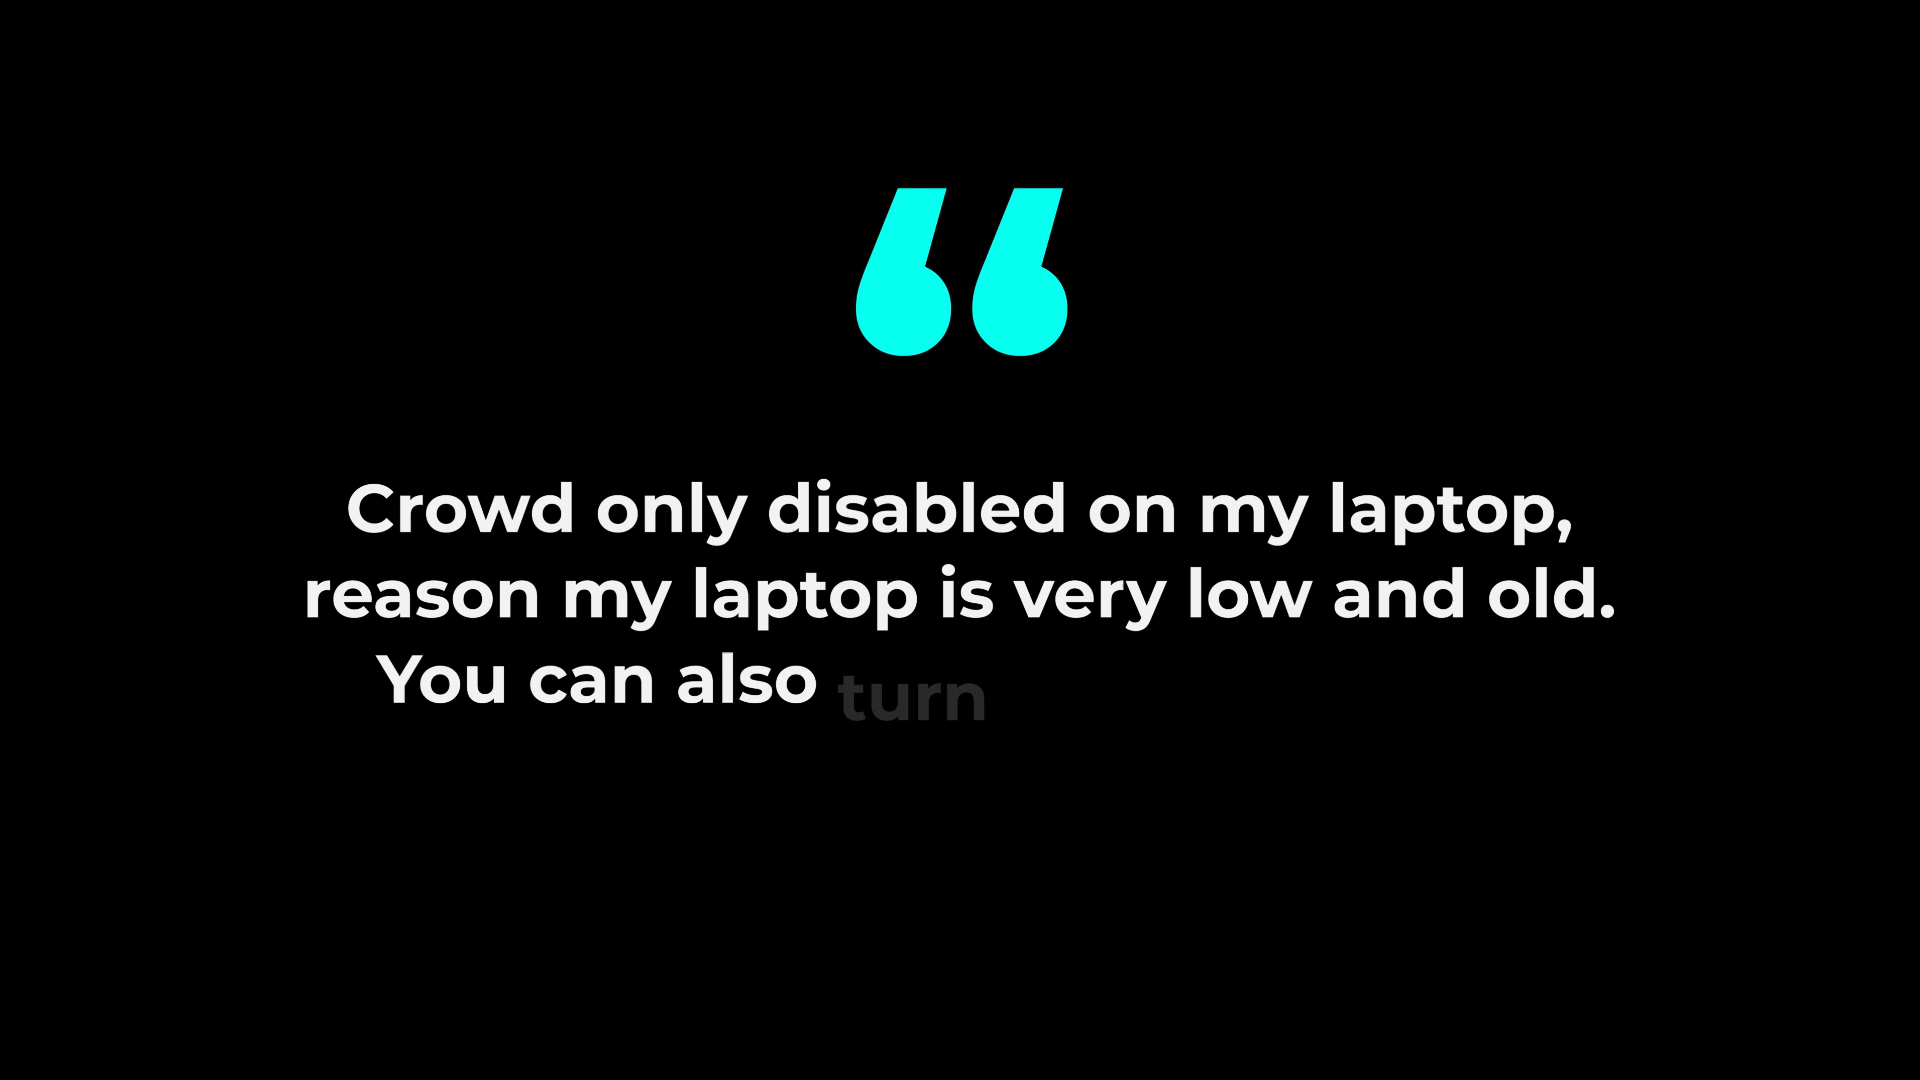 “
Crowd only disabled on my laptop,
reason my laptop is very low and old.
You can also turn